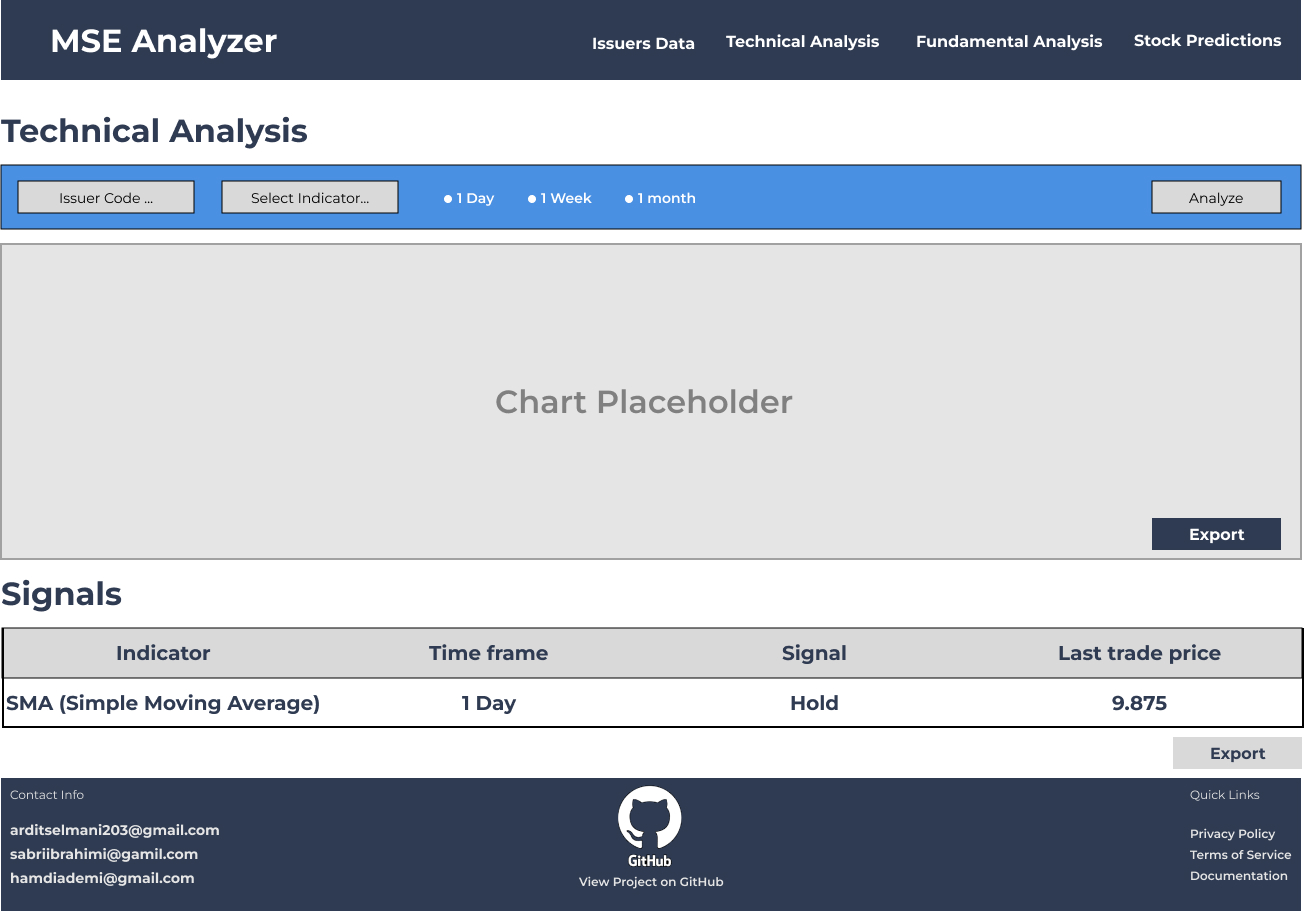 MSE Analyzer
Issuers Data Technical Analysis Fundamental Analysis Stock Predictions
Technical Analysis
Issuer Code ... Select Indicator... 1 Day 1 Week 1 month Analyze
Chart Placeholder
Export
Signals
Indicator Time frame Signal Last trade price
SMA (Simple Moving Average) 1 Day Hold 9.875
Export
Contact Info
arditselmani203@gmail.com
sabriibrahimi@gamil.com
hamdiademi@gmail.com
GitHub
View Project on GitHub
Quick Links
Privacy Policy
Terms of Service
Documentation